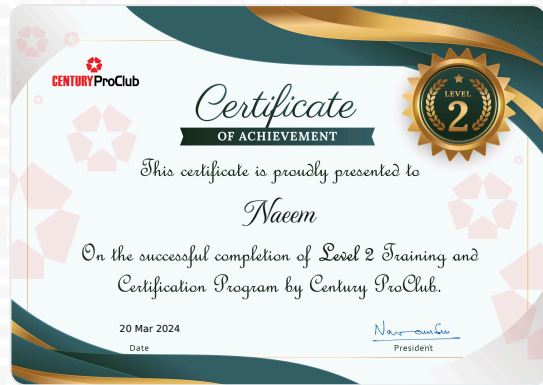 CENTURY ProClub
LEVEL
2
Certificate
OF ACHIEVEMENT
This certificate is proudly presented to
Naeem
On the successful completion of Level 2 Training and
Certification Program by Century ProClub.
20 Mar 2024
Date
President